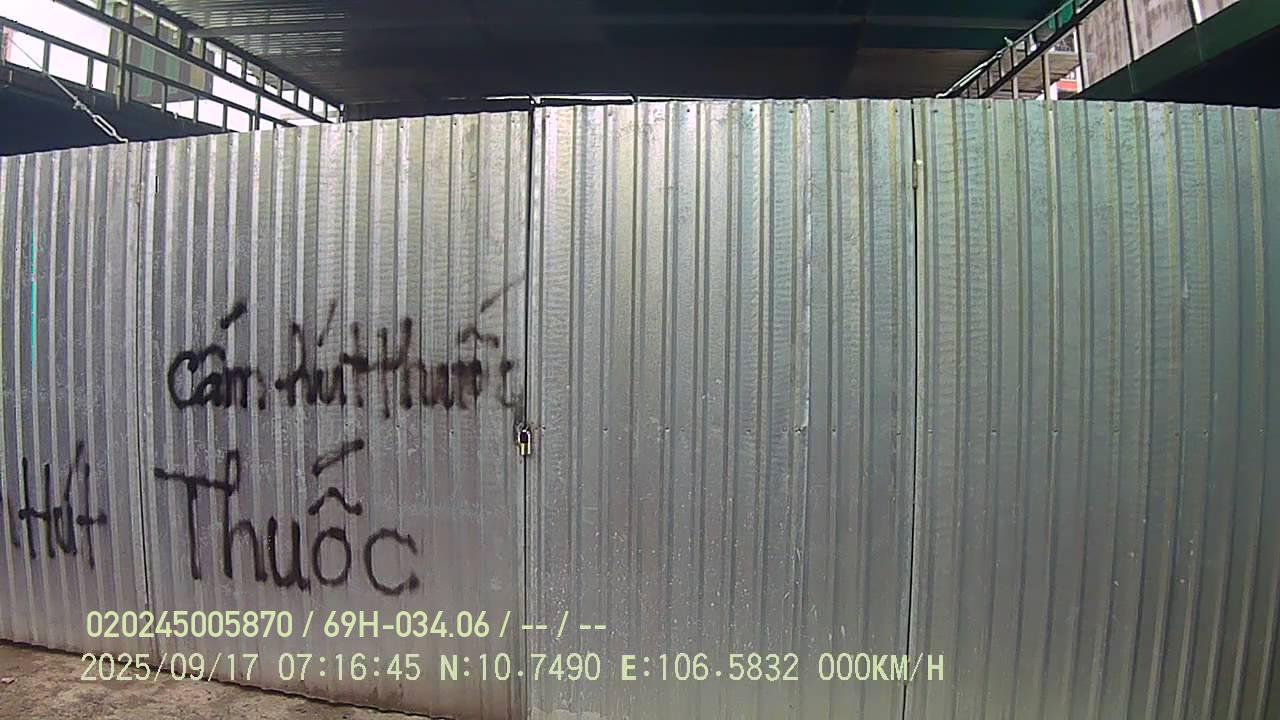 cấm hút thuốc
Hút Thuốc
020245005870 / 69H-034.06 / -- / --
2025/09/17 07:16:45 N:10.7490 E:106.5832 000KM/H